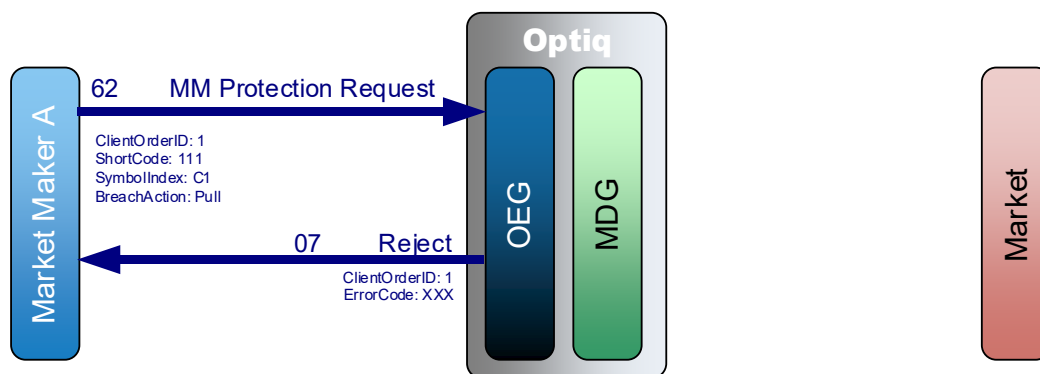 Optiq
Market Maker A
62 MM Protection Request
ClientOrderID: 1
ShortCode: 111
SymbolIndex: C1
BreachAction: Pull
07 Reject
ClientOrderID: 1
ErrorCode: XXX
OEG
MDG
Market